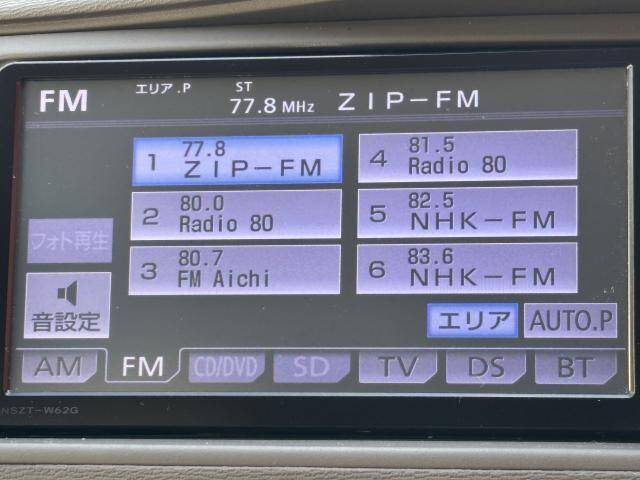 FM エリア.P ST 77.8 MHz ZIP-FM
1 77.8 ZIP-FM
2 80.0 Radio 80
3 80.7 FM Aichi
4 81.5 Radio 80
5 82.5 NHK-FM
6 83.6 NHK-FM
フォト再生
音設定
エリア AUTO.P
AM FM CD/DVD SD TV DS BT
NSZT-W62G